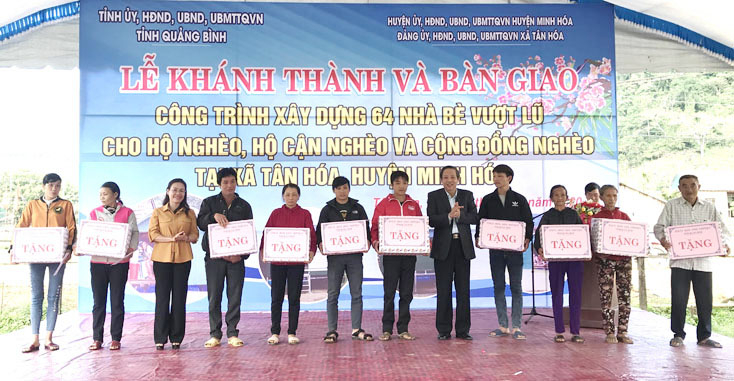 TỈNH ỦY, HĐND, UBND, UBMTTQVN
TỈNH QUẢNG BÌNH
HUYỆN ỦY, HĐND, UBND, UBMTTQVN HUYỆN MINH HÓA
ĐẢNG ỦY, HĐND, UBND, UBMTTQVN XÃ TÂN HÓA
LỄ KHÁNH THÀNH VÀ BÀN GIAO
CÔNG TRÌNH XÂY DỰNG 64 NHÀ BÈ VƯỢT LŨ
CHO HỘ NGHÈO, HỘ CẬN NGHÈO VÀ CỘNG ĐỒNG NGHÈO
TẠI XÃ TÂN HÓA, HUYỆN MINH HÓ
TẶNG
TẶNG
TẶNG
TẶNG
TẶNG
TẶNG
TẶNG
TẶNG
TẶNG
TẶNG